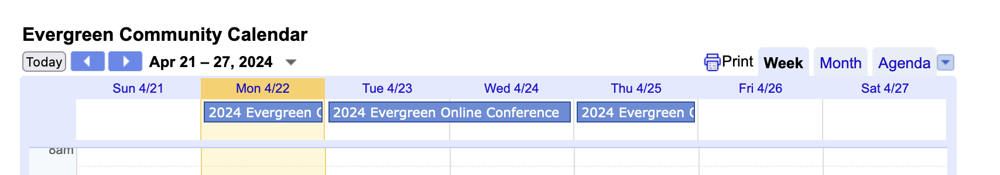 Evergreen Community Calendar
Today Apr 21 – 27, 2024 Print Week Month Agenda
Sun 4/21 Mon 4/22 Tue 4/23 Wed 4/24 Thu 4/25 Fri 4/26 Sat 4/27
2024 Evergreen 2024 Evergreen Online Conference 2024 Evergreen
8am